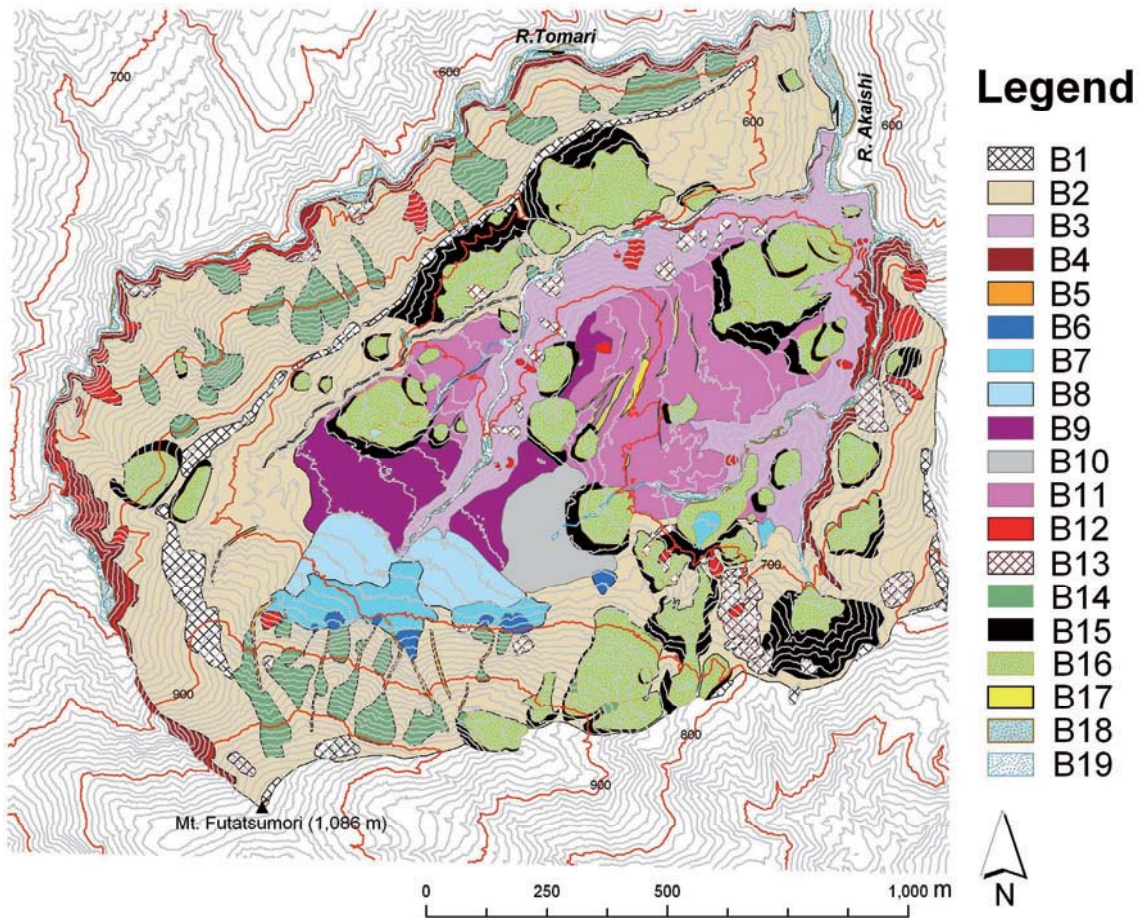 R.Tomari
700
600
R. Akaishi
600
600
700
900
800
900
Mt. Futatsumori (1,086 m)
Legend
B1
B2
B3
B4
B5
B6
B7
B8
B9
B10
B11
B12
B13
B14
B15
B16
B17
B18
B19
N
0 250 500 1,000 m